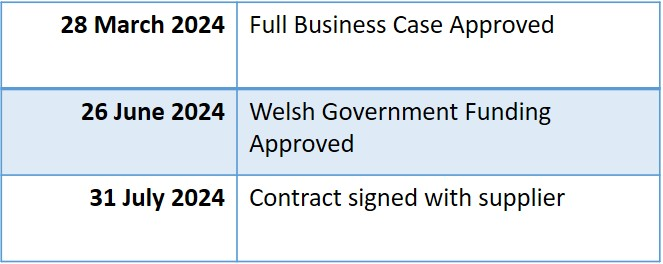 28 March 2024 Full Business Case Approved
26 June 2024 Welsh Government Funding
Approved
31 July 2024 Contract signed with supplier